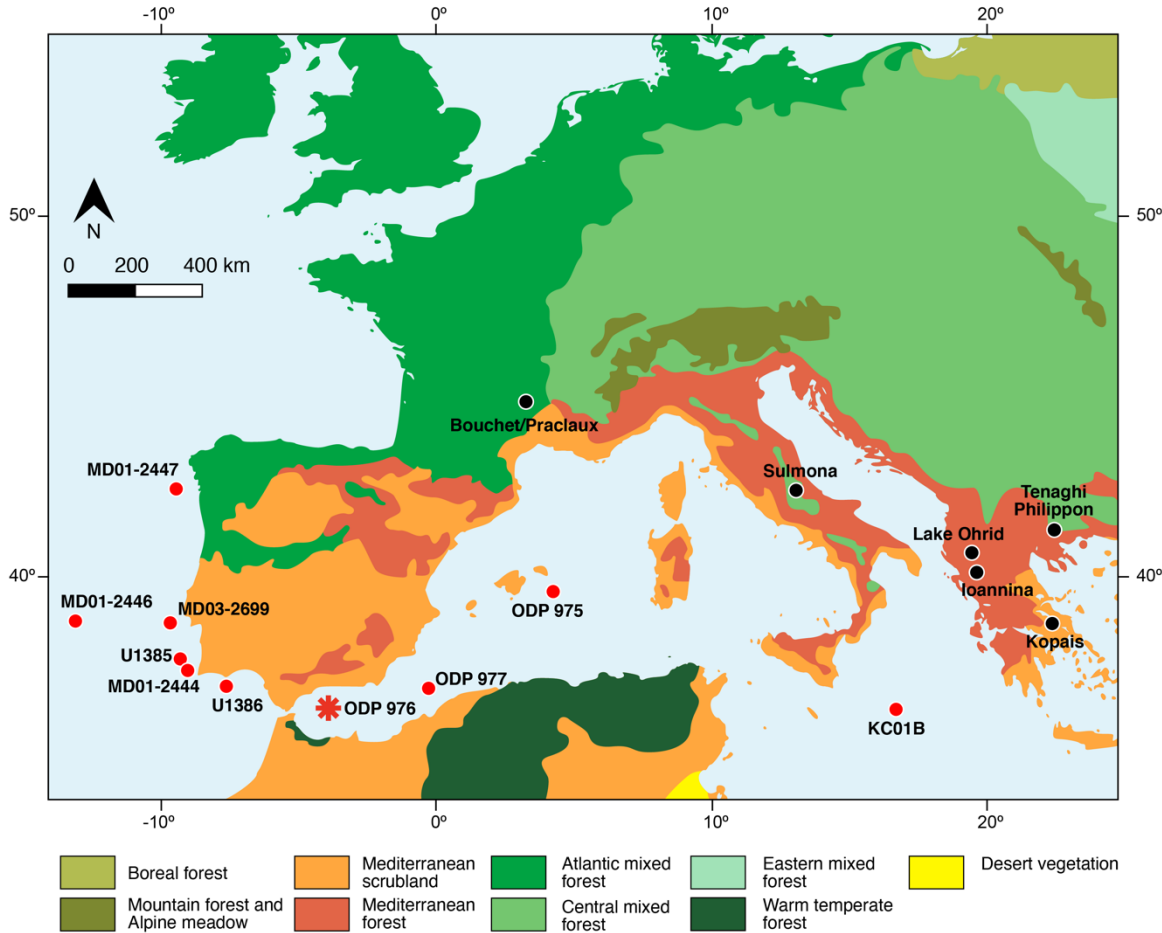 -10º 0º 10º 20º
50º 50º
N
0 200 400 km
Bouchet/Praclaux
MD01-2447
Sulmona
Tenaghi
Philippon
Lake Ohrid
40º 40º
Ioannina
MD01-2446
MD03-2699
ODP 975
Kopais
U1385
MD01-2444
ODP 977
U1386
ODP 976
KC01B
-10º 0º 10º 20º
Boreal forest
Mountain forest and
Alpine meadow
Mediterranean
scrubland
Mediterranean
forest
Atlantic mixed
forest
Central mixed
forest
Eastern mixed
forest
Warm temperate
forest
Desert vegetation